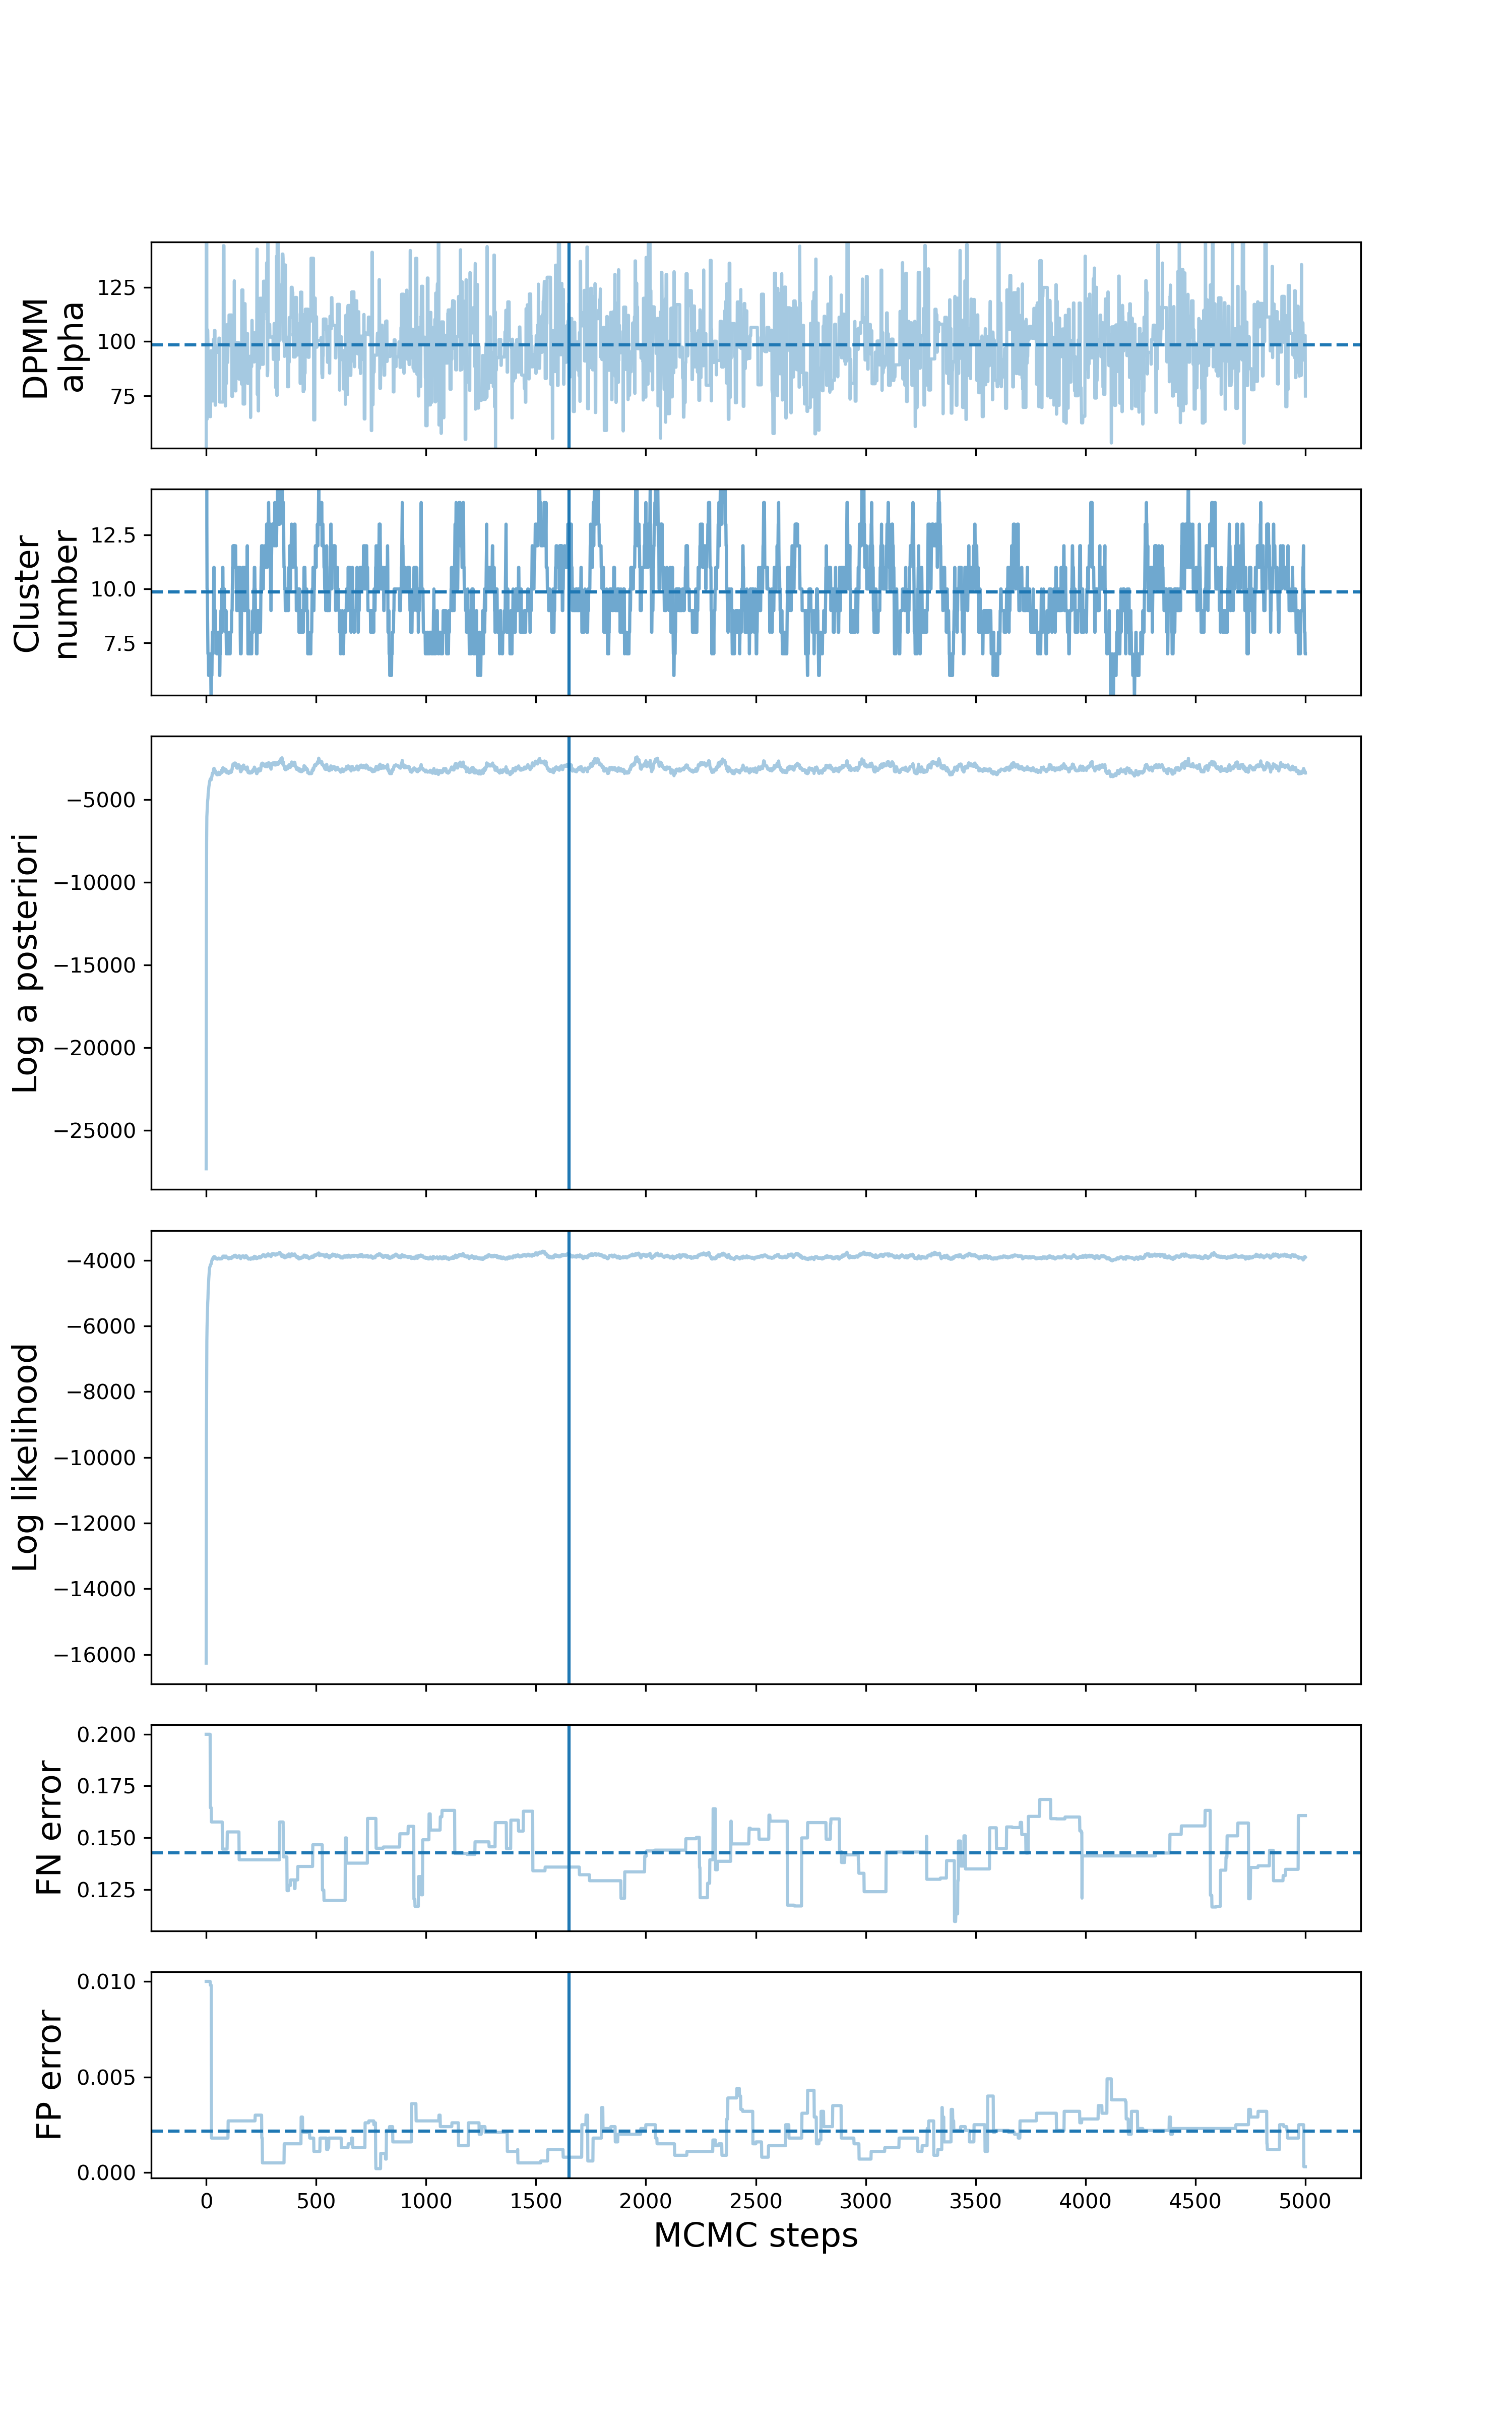 DPMM
alpha
125
100
75
Cluster
number
12.5
10.0
7.5
Log a posteriori
−5000
−10000
−15000
−20000
−25000
Log likelihood
−4000
−6000
−8000
−10000
−12000
−14000
−16000
FN error
0.200
0.175
0.150
0.125
FP error
0.010
0.005
0.000
0 500 1000 1500 2000 2500 3000 3500 4000 4500 5000
MCMC steps